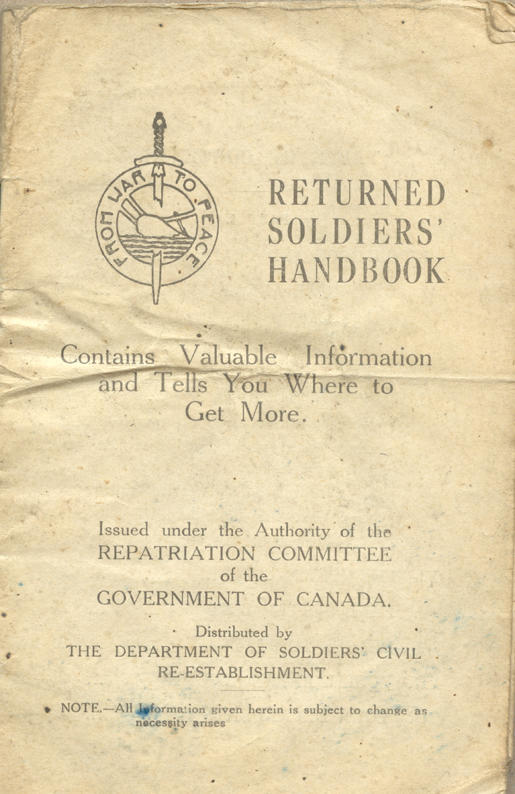 FROM WAR TO PEACE
RETURNED
SOLDIERS'
HANDBOOK
Contains Valuable Information
and Tells You Where to
Get More.
Issued under the Authority of the
REPATRIATION COMMITTEE
of the
GOVERNMENT OF CANADA.
Distributed by
THE DEPARTMENT OF SOLDIERS' CIVIL
RE-ESTABLISHMENT.
NOTE.—All Information given herein is subject to change as
necessity arises